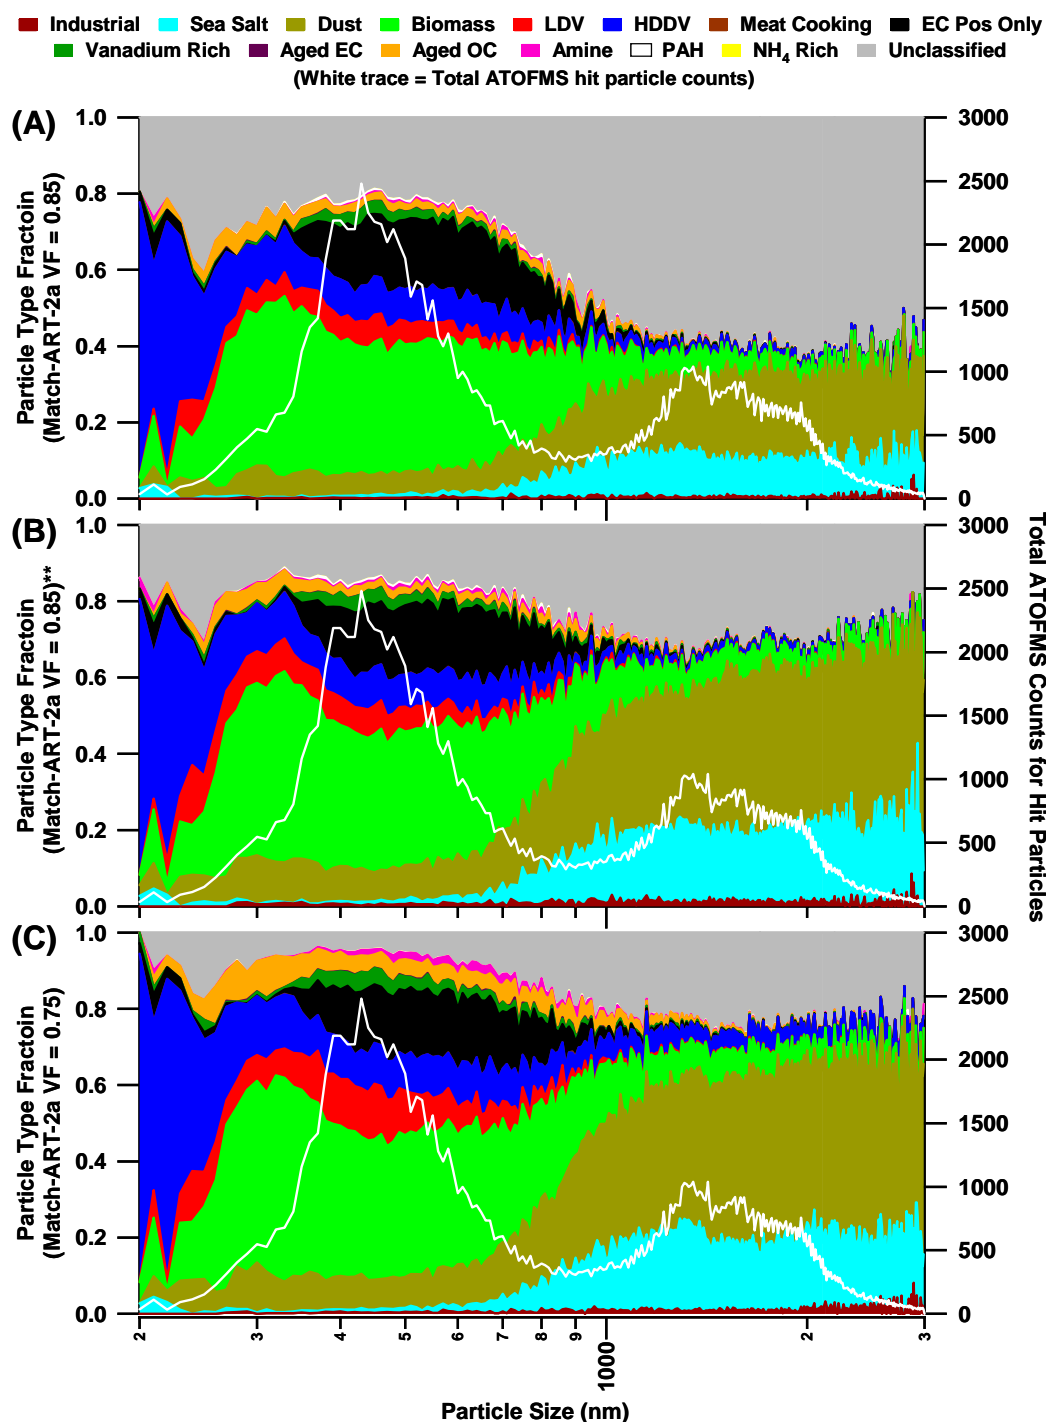 Industrial Sea Salt Dust Biomass LDV HDDV Meat Cooking EC Pos Only
Vanadium Rich Aged EC Aged OC Amine PAH NH4 Rich Unclassified
(White trace = Total ATOFMS hit particle counts)
(A)
Particle Type Fractoin
(Match-ART-2a VF = 0.85)
1.0
0.8
0.6
0.4
0.2
0.0
3000
2500
2000
1500
1000
500
0
(B)
Particle Type Fractoin
(Match-ART-2a VF = 0.85)**
1.0
0.8
0.6
0.4
0.2
0.0
3000
2500
2000
1500
1000
500
0
Total ATOFMS Counts for Hit Particles
(C)
Particle Type Fractoin
(Match-ART-2a VF = 0.75)
1.0
0.8
0.6
0.4
0.2
0.0
3000
2500
2000
1500
1000
500
0
2 3 4 5 6 7 8 9 1000 2 3
Particle Size (nm)